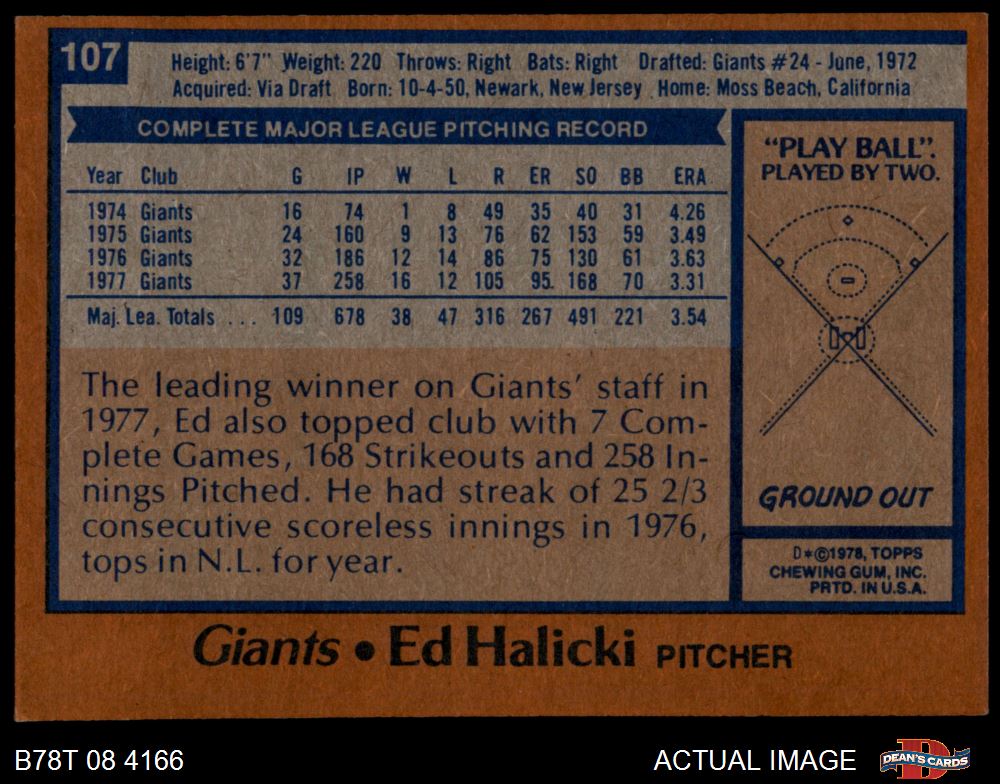 107
Height: 6'7" Weight: 220 Throws: Right Bats: Right Drafted: Giants #24 - June, 1972
Acquired: Via Draft Born: 10-4-50, Newark, New Jersey Home: Moss Beach, California
COMPLETE MAJOR LEAGUE PITCHING RECORD
Year Club G IP W L R ER SO BB ERA
1974 Giants 16 74 1 8 49 35 40 31 4.26
1975 Giants 24 160 9 13 76 62 153 59 3.49
1976 Giants 32 186 12 14 86 75 130 61 3.63
1977 Giants 37 258 16 12 105 95 168 70 3.31
Maj. Lea. Totals ... 109 678 38 47 316 267 491 221 3.54
The leading winner on Giants' staff in
1977, Ed also topped club with 7 Com-
plete Games, 168 Strikeouts and 258 In-
nings Pitched. He had streak of 25 2/3
consecutive scoreless innings in 1976,
tops in N.L. for year.
"PLAY BALL".
PLAYED BY TWO.
GROUND OUT
D*©1978, TOPPS
CHEWING GUM, INC.
PRTD. IN U.S.A.
Giants • Ed Halicki PITCHER
B78T 08 4166
ACTUAL IMAGE
DEAN'S CARDS